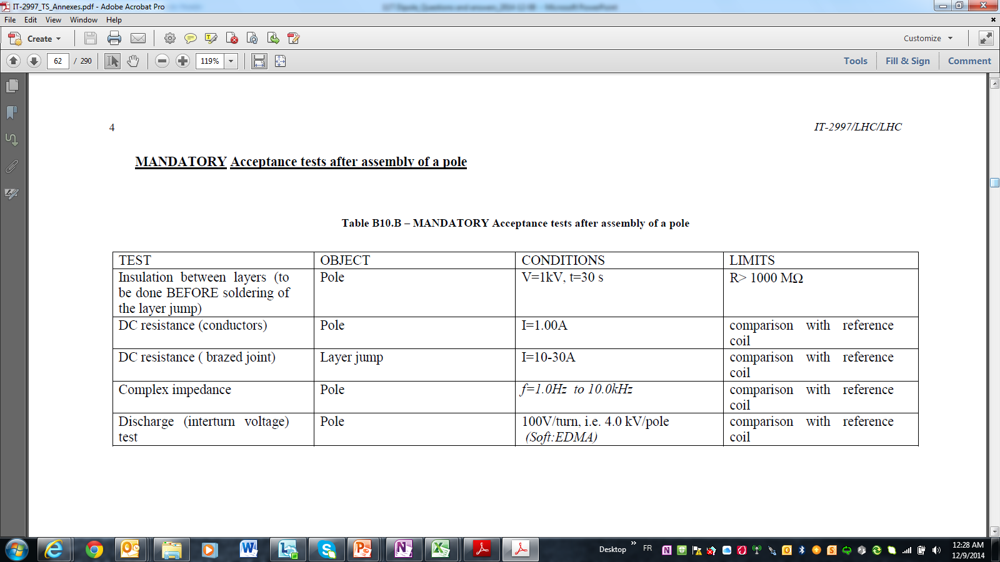 IT-2997_TS_Annexes.pdf - Adobe Acrobat Pro
File Edit View Window Help
Create
Customize
62 / 290 119%
Tools Fill & Sign Comment
4 IT-2997/LHC/LHC
MANDATORY Acceptance tests after assembly of a pole
Table B10.B – MANDATORY Acceptance tests after assembly of a pole
TEST OBJECT CONDITIONS LIMITS
Insulation between layers (to Pole V=1kV, t=30 s R> 1000 MΩ
be done BEFORE soldering of
the layer jump)
DC resistance (conductors) Pole I=1.00A comparison with reference
coil
DC resistance ( brazed joint) Layer jump I=10-30A comparison with reference
coil
Complex impedance Pole f=1.0Hz to 10.0kHz comparison with reference
coil
Discharge (interturn voltage) Pole 100V/turn, i.e. 4.0 kV/pole comparison with reference
test (Soft:EDMA) coil
Desktop » FR 12:28 AM
12/9/2014